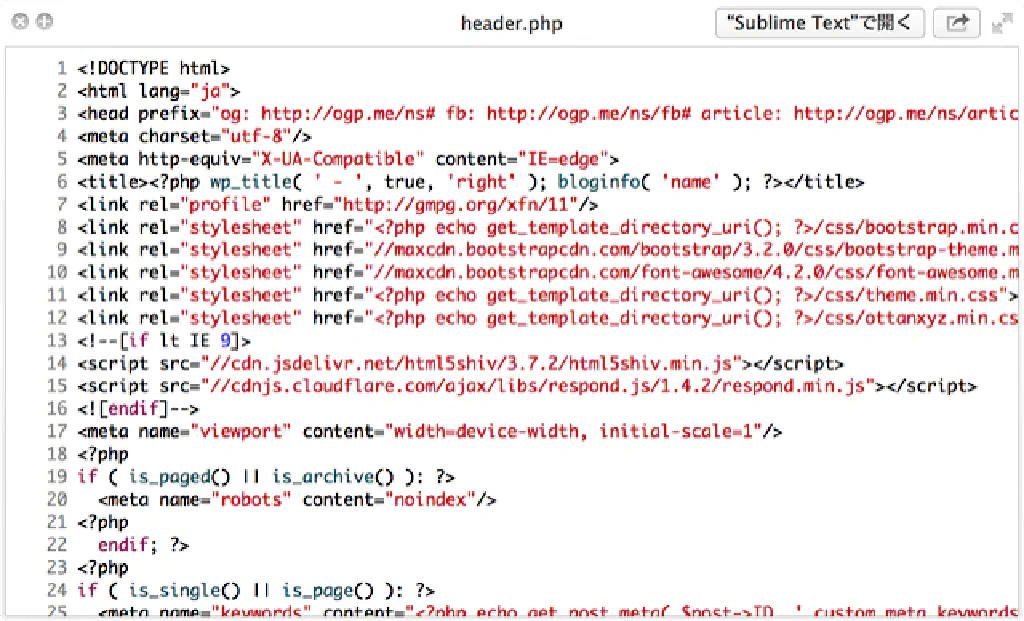 header.php
"Sublime Text"で開く
1 <!DOCTYPE html>
2 <html lang="ja">
3 <head prefix="og: http://ogp.me/ns# fb: http://ogp.me/ns/fb# article: http://ogp.me/ns/artic
4 <meta charset="utf-8"/>
5 <meta http-equiv="X-UA-Compatible" content="IE=edge">
6 <title><?php wp_title( ' - ', true, 'right' ); bloginfo( 'name' ); ?></title>
7 <link rel="profile" href="http://gmpg.org/xfn/11"/>
8 <link rel="stylesheet" href="<?php echo get_template_directory_uri(); ?>/css/bootstrap.min.c
9 <link rel="stylesheet" href="//maxcdn.bootstrapcdn.com/bootstrap/3.2.0/css/bootstrap-theme.m
10 <link rel="stylesheet" href="//maxcdn.bootstrapcdn.com/font-awesome/4.2.0/css/font-awesome.m
11 <link rel="stylesheet" href="<?php echo get_template_directory_uri(); ?>/css/theme.min.css">
12 <link rel="stylesheet" href="<?php echo get_template_directory_uri(); ?>/css/ottanxyz.min.cs
13 <!--[if lt IE 9]>
14 <script src="//cdn.jsdelivr.net/html5shiv/3.7.2/html5shiv.min.js"></script>
15 <script src="//cdnjs.cloudflare.com/ajax/libs/respond.js/1.4.2/respond.min.js"></script>
16 <![endif]-->
17 <meta name="viewport" content="width=device-width, initial-scale=1"/>
18 <?php
19 if ( is_paged() || is_archive() ): ?>
20   <meta name="robots" content="noindex"/>
21 <?php
22   endif; ?>
23 <?php
24 if ( is_single() || is_page() ): ?>
25   <meta name="keywords" content="<?php echo get_post_meta( $post->ID, '_custom_meta_keywords